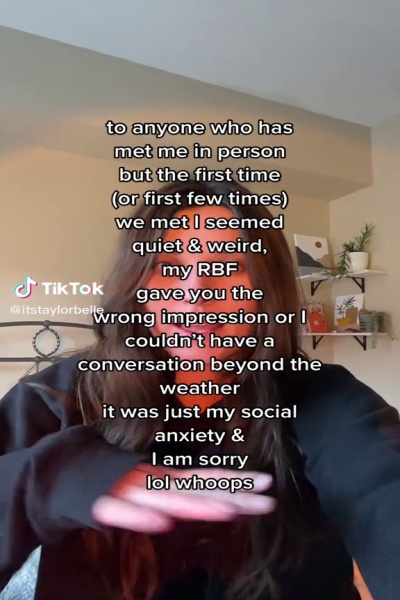 to anyone who has
met me in person
but the first time
(or first few times)
we met I seemed
quiet & weird,
my RBF
gave you the
wrong impression or I
couldn't have a
conversation beyond the
weather
it was just my social
anxiety &
I am sorry
lol whoops
TikTok
@itstaylorbelle